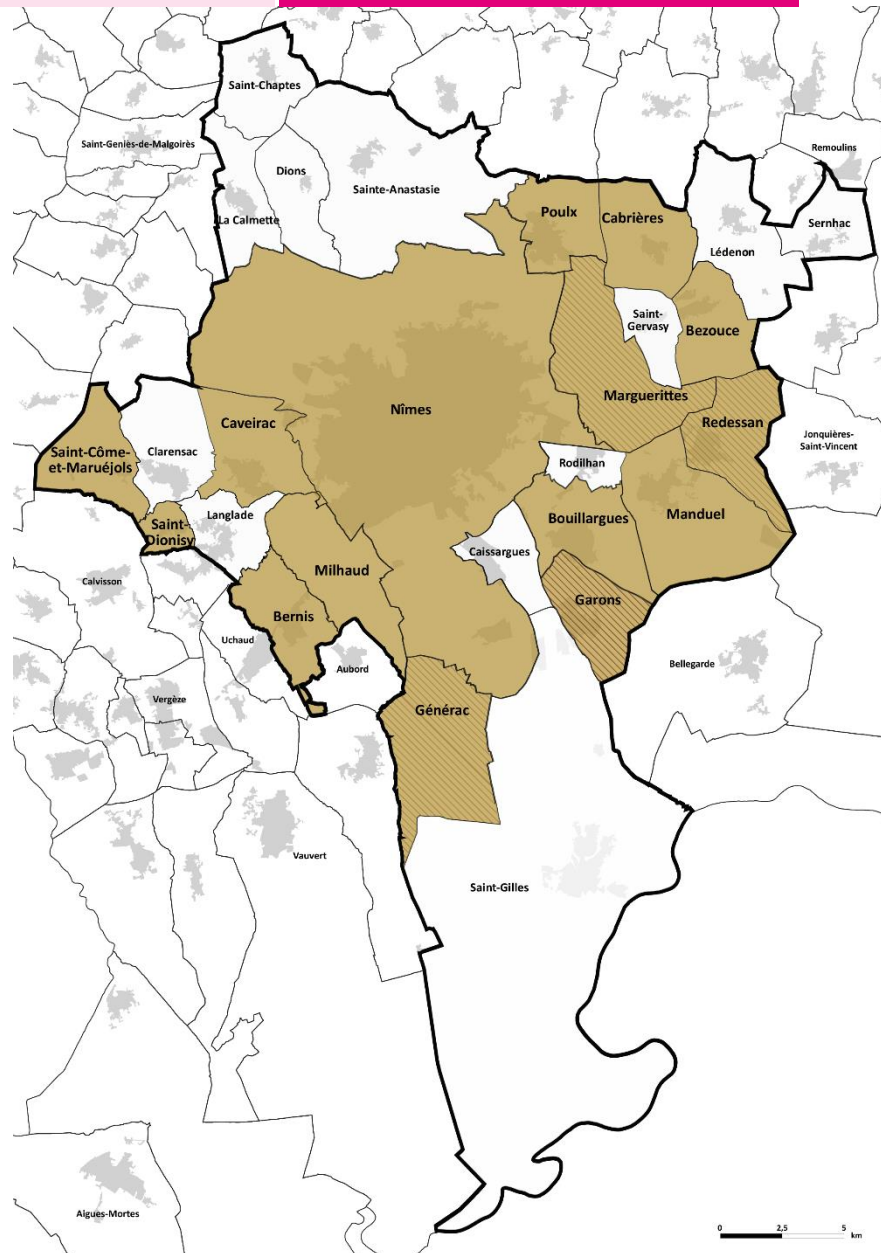 Saint-Chaptes
Saint-Geniès-de-Malgoirès
Remoulins
Dions
Sainte-Anastasie
La Calmette
Poulx
Cabrières
Sernhac
Lédenon
Saint-
Gervasy
Bezouce
Marguerittes
Nîmes
Caveirac
Redessan
Saint-Côme-
et-Maruéjols
Clarensac
Jonquières-
Saint-Vincent
Rodilhan
Langlade
Saint-
Dionisy
Bouillargues
Manduel
Caissargues
Milhaud
Calvisson
Garons
Bernis
Uchaud
Aubord
Bellegarde
Vergèze
Générac
Vauvert
Saint-Gilles
Aigues-Mortes
0 2,5 5
km